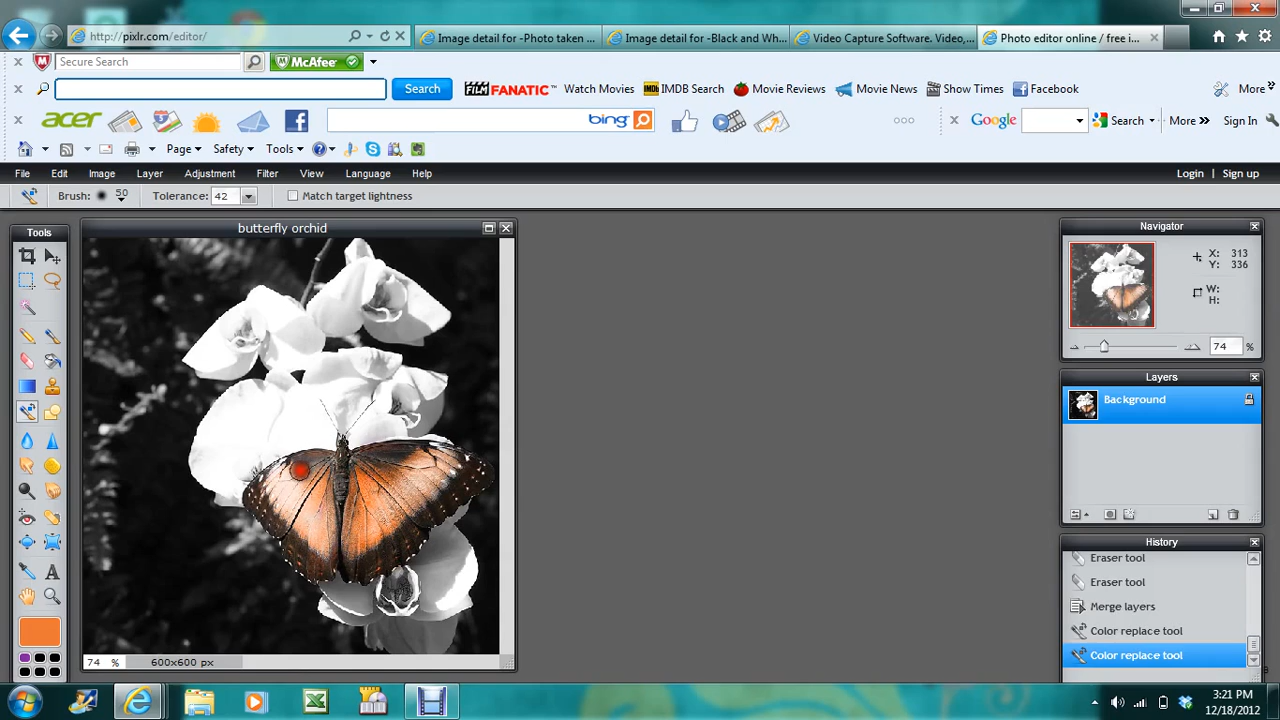 http://pixlr.com/editor/
Image detail for -Photo taken ...
Image detail for -Black and Wh...
Video Capture Software. Video,...
Photo editor online / free i...
Secure Search
McAfee
Search
FILM FANATIC™
Watch Movies
IMDB Search
Movie Reviews
Movie News
Show Times
Facebook
More
acer
bing
Google
Search
More
Sign In
Page
Safety
Tools
File Edit Image Layer Adjustment Filter View Language Help
Login | Sign up
Brush: 50 Tolerance: 42 Match target lightness
Tools
butterfly orchid
74 % 600x600 px
Navigator
X: 313
Y: 336
W:
H:
74 %
Layers
Background
History
Eraser tool
Eraser tool
Merge layers
Color replace tool
Color replace tool
3:21 PM
12/18/2012